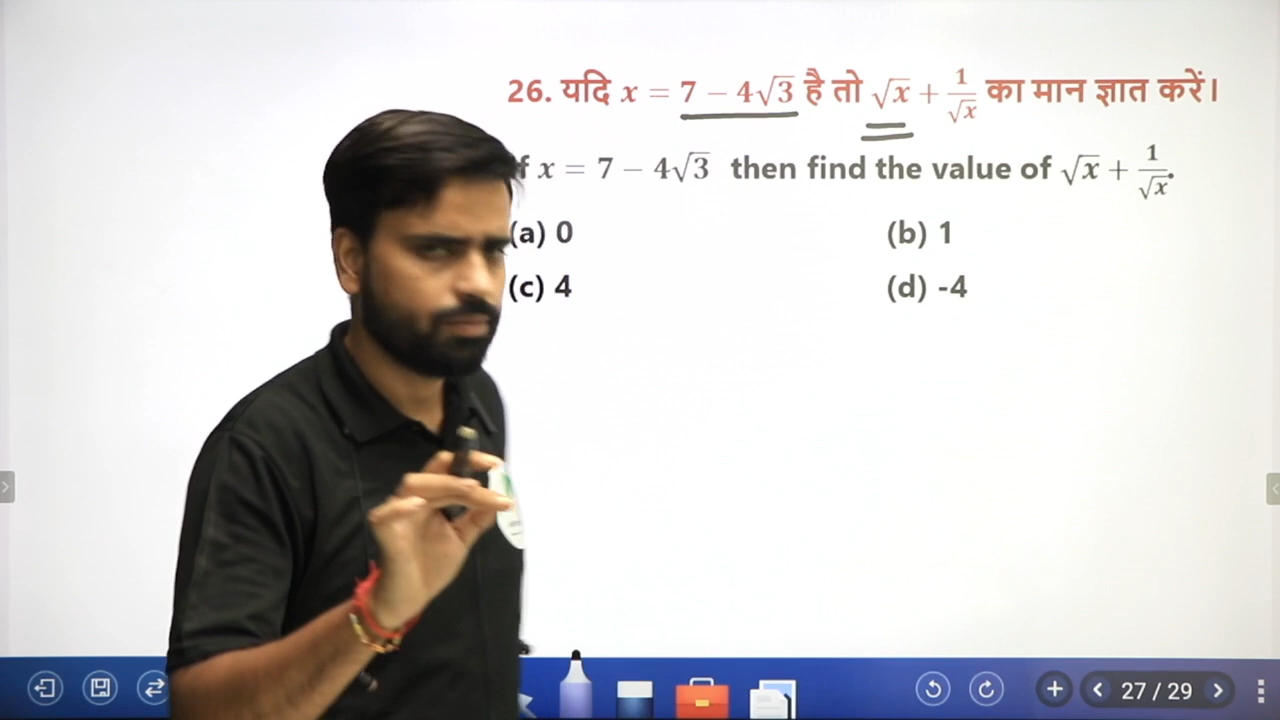 26. यदि x = 7 − 4√3 है तो √x + 1/√x का मान ज्ञात करें।
f x = 7 − 4√3 then find the value of √x + 1/√x.
(a) 0 (b) 1
(c) 4 (d) -4
27 / 29